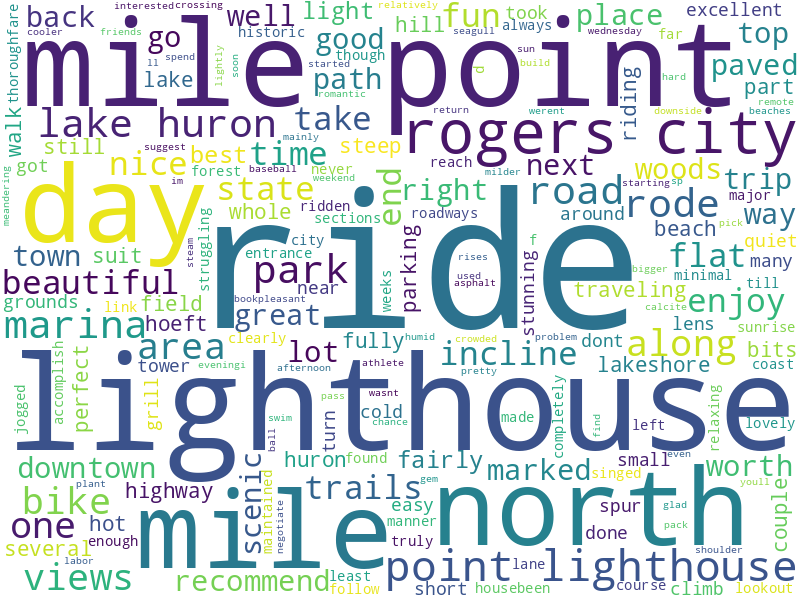 interested crossing relatively
back cooler friends mile light fun took point place excellent
well always far
go historic hill seagull sun wednesday top
ll spend lightly soon good though d build hard
thoroughfare lake started path romantic riding paved
walk lake huron take return werent downside remote beaches
rogers city part
still mainly time steep
suggest nice best reach milder next woods
got im baseball never starting sp trip
meandering day forest state weekend end right road rode major
whole ridden roadways around pick way
town suit struggling sections f beach quiet
steam city entrance ride stunning flat many
beautiful park near parking rises bigger minimal till
grounds link bookpleasant weeks used asphalt traveling calcite enjoy
marina field great lens sunrise
hoeft clearly fully humid crowded problem dont along bits
area lot incline
tower eveningi afternoon athlete pretty lakeshore coast
jogged accomplish perfect grill pass wasnt completely relaxing
lighthouse
swim turn cold chance made find left lovely
ball even
downtown huron found fairly marked small worth
plant scenic trails gem singed youll
bike highway maintained mile easy north spur couple
one hot manner glad
enough negotiate truly done pack
several labor point lighthouse lane shoulder
views recommend least course climb lookout
follow short housebeen